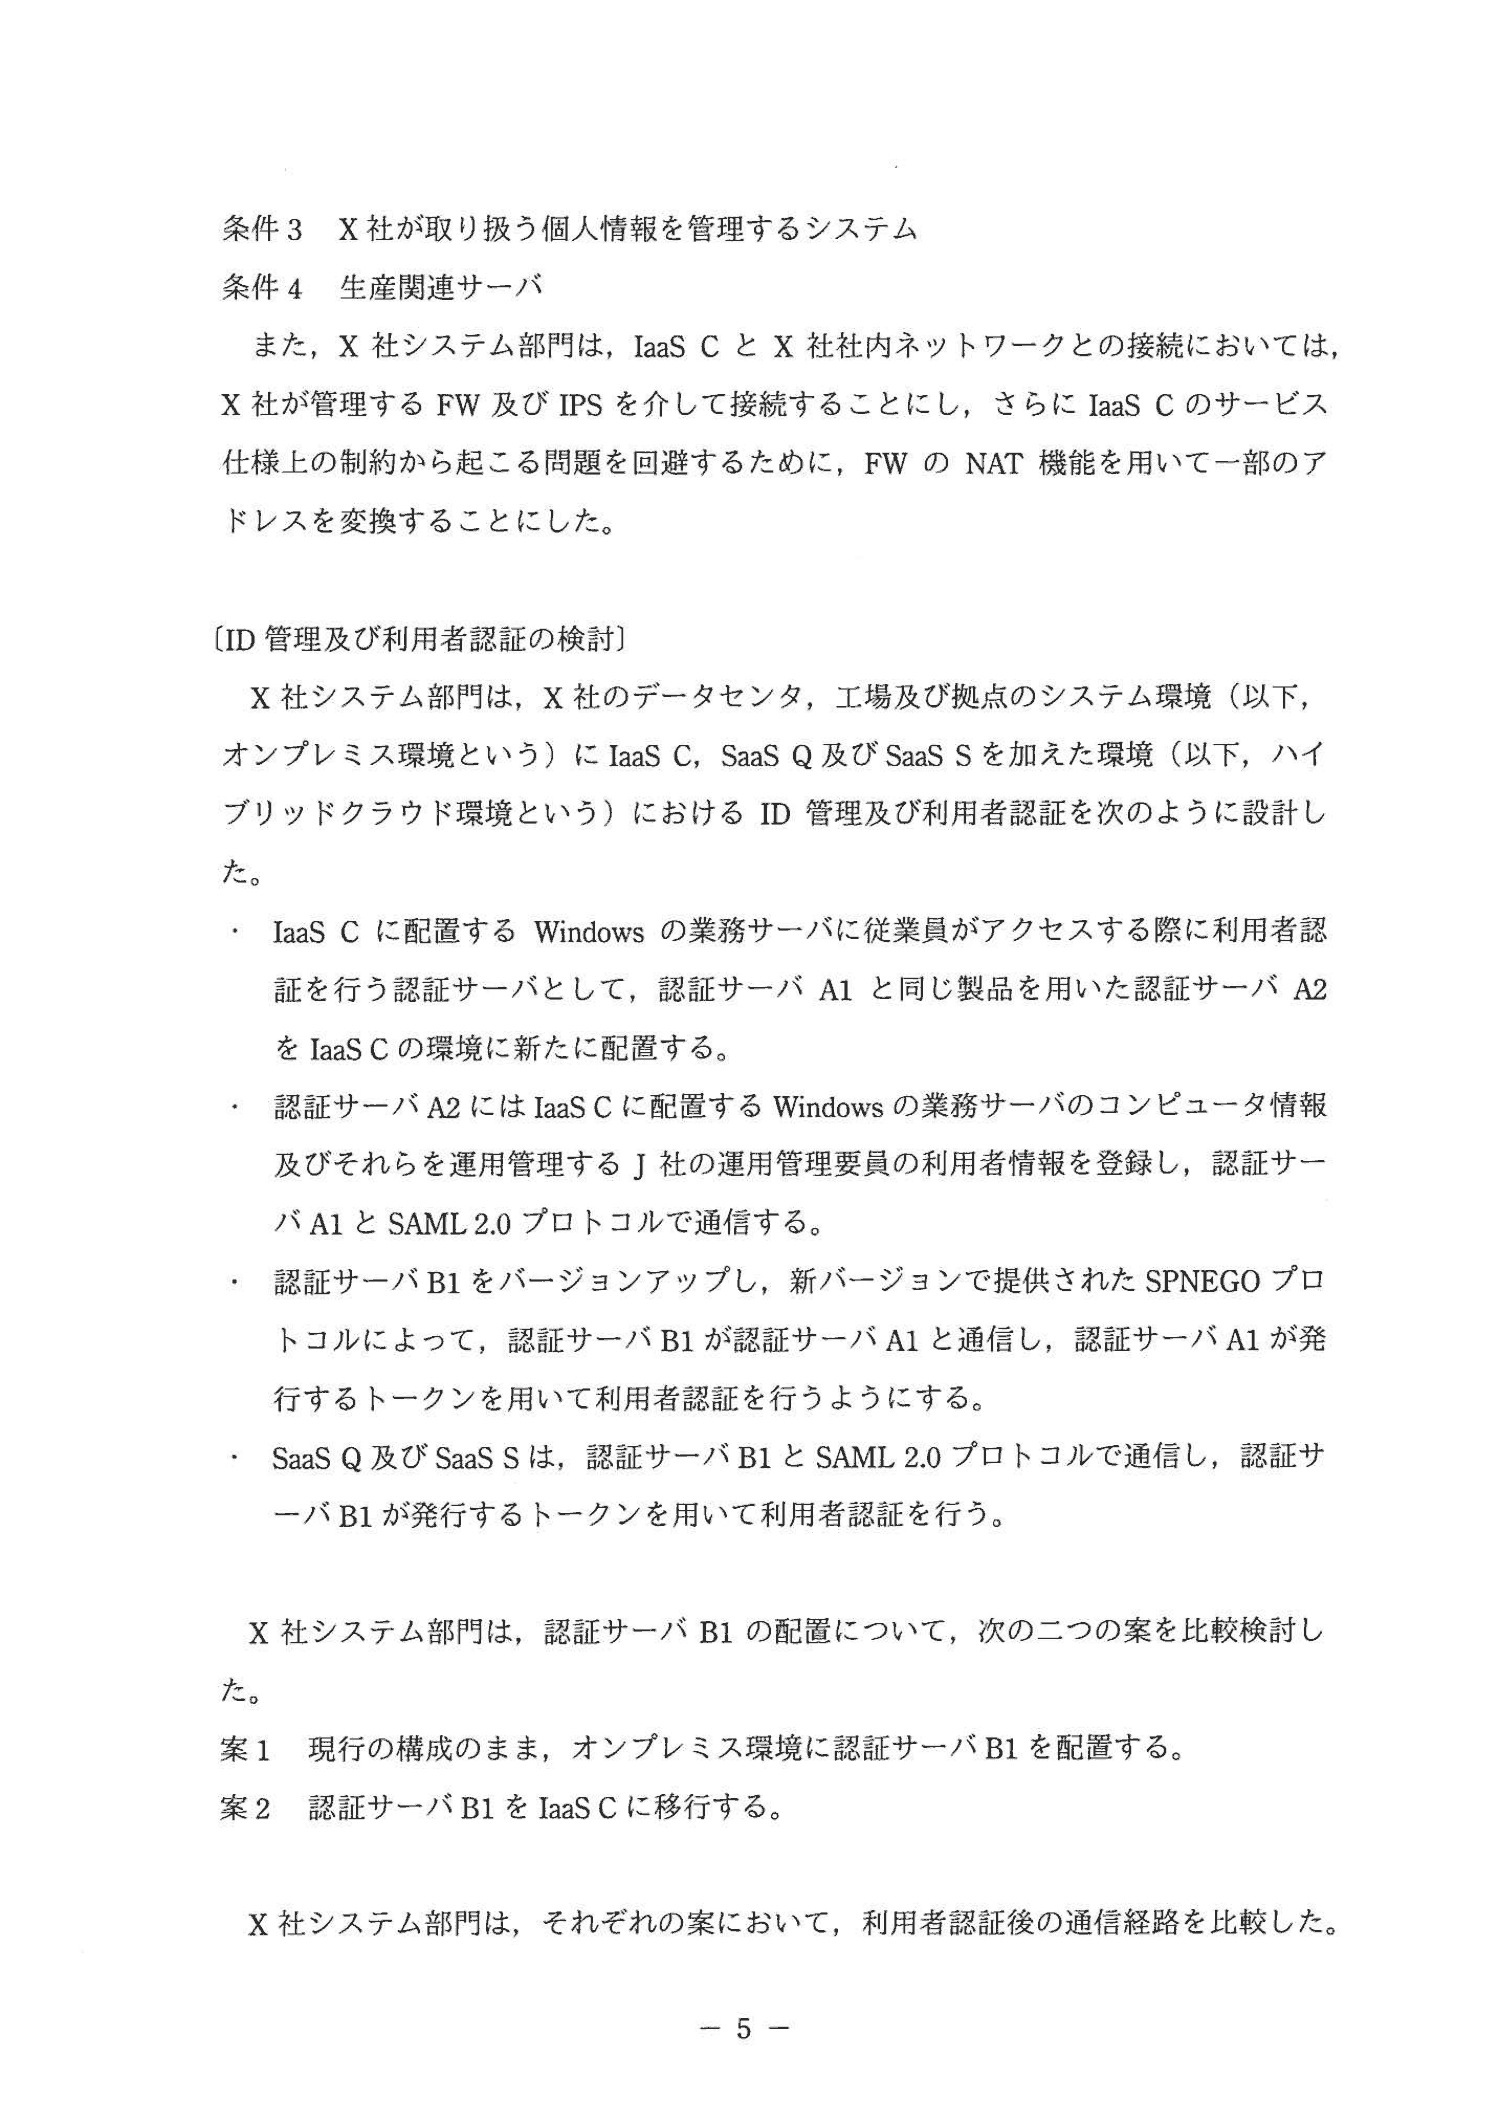 条件 3　X 社が取り扱う個人情報を管理するシステム
条件 4　生産関連サーバ
また，X 社システム部門は，IaaS C と X 社社内ネットワークとの接続においては，
X 社が管理する FW 及び IPS を介して接続することにし，さらに IaaS C のサービス
仕様上の制約から起こる問題を回避するために，FW の NAT 機能を用いて一部のア
ドレスを変換することにした。
〔ID 管理及び利用者認証の検討〕
X 社システム部門は，X 社のデータセンタ，工場及び拠点のシステム環境（以下，
オンプレミス環境という）に IaaS C，SaaS Q 及び SaaS S を加えた環境（以下，ハイ
ブリッドクラウド環境という）における ID 管理及び利用者認証を次のように設計し
た。
・ IaaS C に配置する Windows の業務サーバに従業員がアクセスする際に利用者認
証を行う認証サーバとして，認証サーバ A1 と同じ製品を用いた認証サーバ A2
を IaaS C の環境に新たに配置する。
・ 認証サーバ A2 には IaaS C に配置する Windows の業務サーバのコンピュータ情報
及びそれらを運用管理する J 社の運用管理要員の利用者情報を登録し，認証サー
バ A1 と SAML 2.0 プロトコルで通信する。
・ 認証サーバ B1 をバージョンアップし，新バージョンで提供された SPNEGO プロ
トコルによって，認証サーバ B1 が認証サーバ A1 と通信し，認証サーバ A1 が発
行するトークンを用いて利用者認証を行うようにする。
・ SaaS Q 及び SaaS S は，認証サーバ B1 と SAML 2.0 プロトコルで通信し，認証サ
ーバ B1 が発行するトークンを用いて利用者認証を行う。
X 社システム部門は，認証サーバ B1 の配置について，次の二つの案を比較検討し
た。
案 1　現行の構成のまま，オンプレミス環境に認証サーバ B1 を配置する。
案 2　認証サーバ B1 を IaaS C に移行する。
X 社システム部門は，それぞれの案において，利用者認証後の通信経路を比較した。
－ 5 －